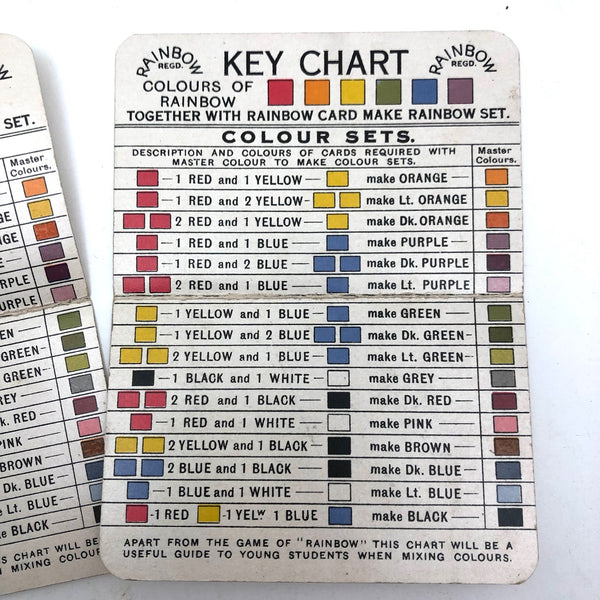 SET.
Master
Colours.
ORANGE
ORANGE
PURPLE
PURPLE
GREEN
GREEN
GREEN
GREY
Dk. RED
PINK
BROWN
Dk. BLUE
Lt. BLUE
BLACK
THIS CHART WILL BE
WHEN MIXING COLOU
RAINBOW
REGD.
KEY CHART
RAINBOW
REGD.
COLOURS OF
RAINBOW
TOGETHER WITH RAINBOW CARD MAKE RAINBOW SET.
COLOUR SETS.
DESCRIPTION AND COLOURS OF CARDS REQUIRED WITH
MASTER COLOUR TO MAKE COLOUR SETS.
Master
Colours.
1 RED and 1 YELLOW make ORANGE
1 RED and 2 YELLOW make Lt. ORANGE
2 RED and 1 YELLOW make Dk. ORANGE
1 RED and 1 BLUE make PURPLE
1 RED and 2 BLUE make Dk. PURPLE
2 RED and 1 BLUE make Lt. PURPLE
1 YELLOW and 1 BLUE make GREEN
1 YELLOW and 2 BLUE make Dk. GREEN
2 YELLOW and 1 BLUE make Lt. GREEN
1 BLACK and 1 WHITE make GREY
2 RED and 1 BLACK make Dk. RED
1 RED and 1 WHITE make PINK
2 YELLOW and 1 BLACK make BROWN
2 BLUE and 1 BLACK make Dk. BLUE
1 BLUE and 1 WHITE make Lt. BLUE
1 RED 1 YELW 1 BLUE make BLACK
APART FROM THE GAME OF "RAINBOW" THIS CHART WILL BE A
USEFUL GUIDE TO YOUNG STUDENTS WHEN MIXING COLOURS.